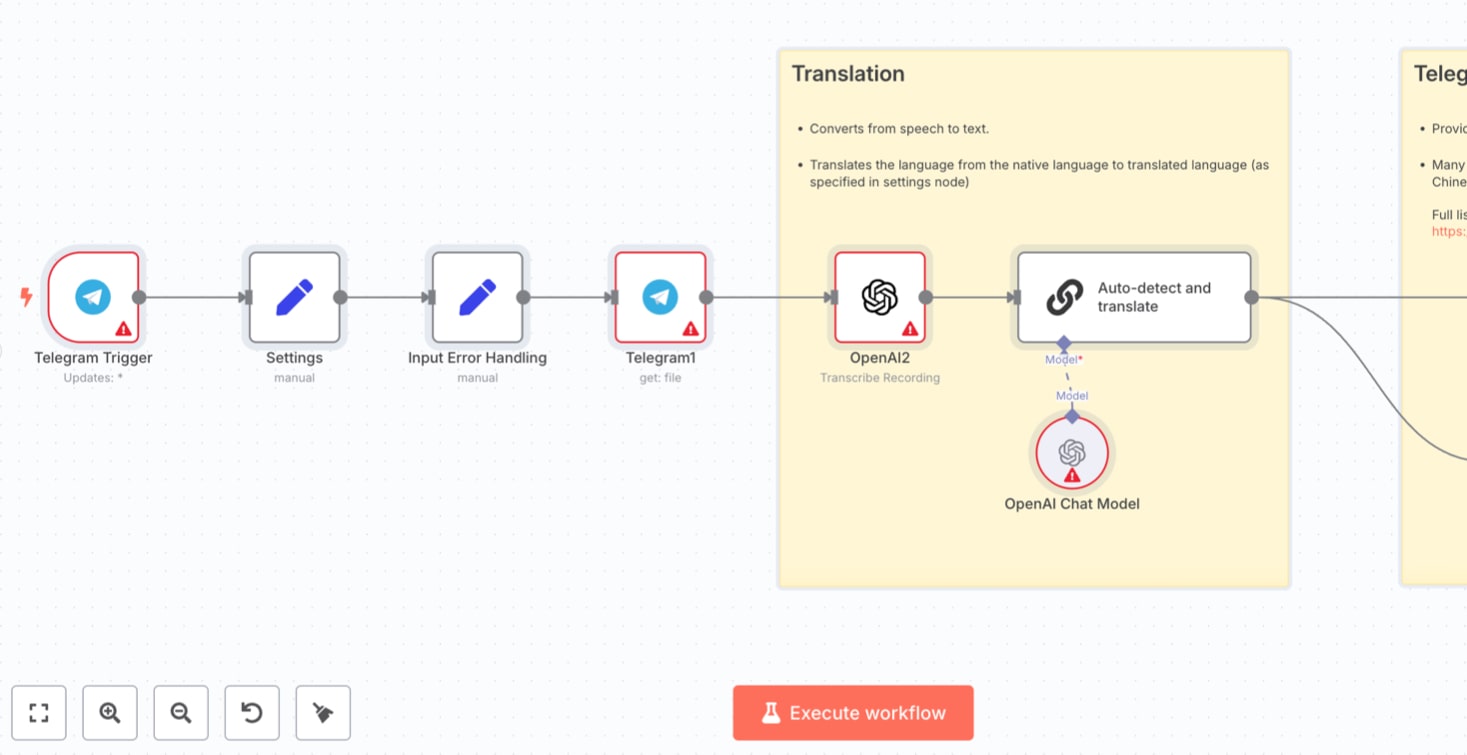 Translation
• Converts from speech to text.
• Translates the language from the native language to translated language (as
specified in settings node)
Teleg
• Provic
• Many
Chine
Full lis
https:
Telegram Trigger
Updates: *
Settings
manual
Input Error Handling
manual
Telegram1
get: file
OpenAI2
Transcribe Recording
Auto-detect and
translate
Model*
Model
OpenAI Chat Model
Execute workflow